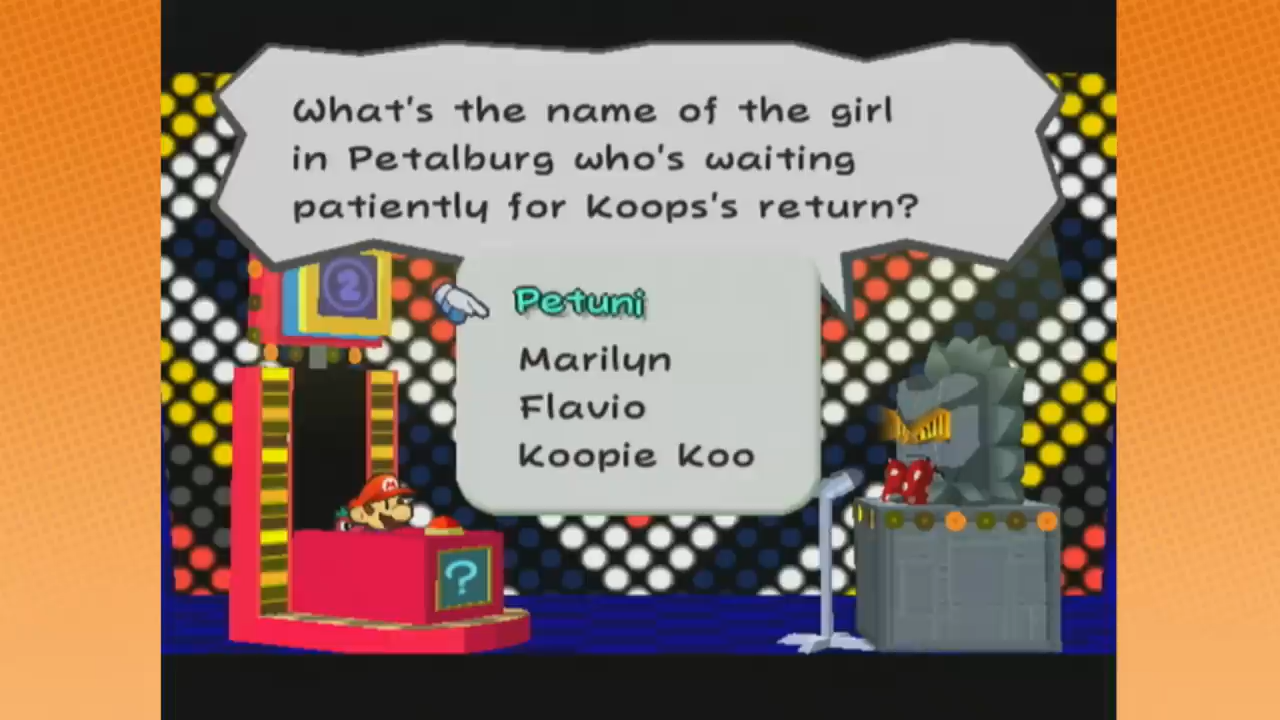 What's the name of the girl
in Petalburg who's waiting
patiently for Koops's return?
2
Petuni
Marilyn
Flavio
Koopie Koo
?